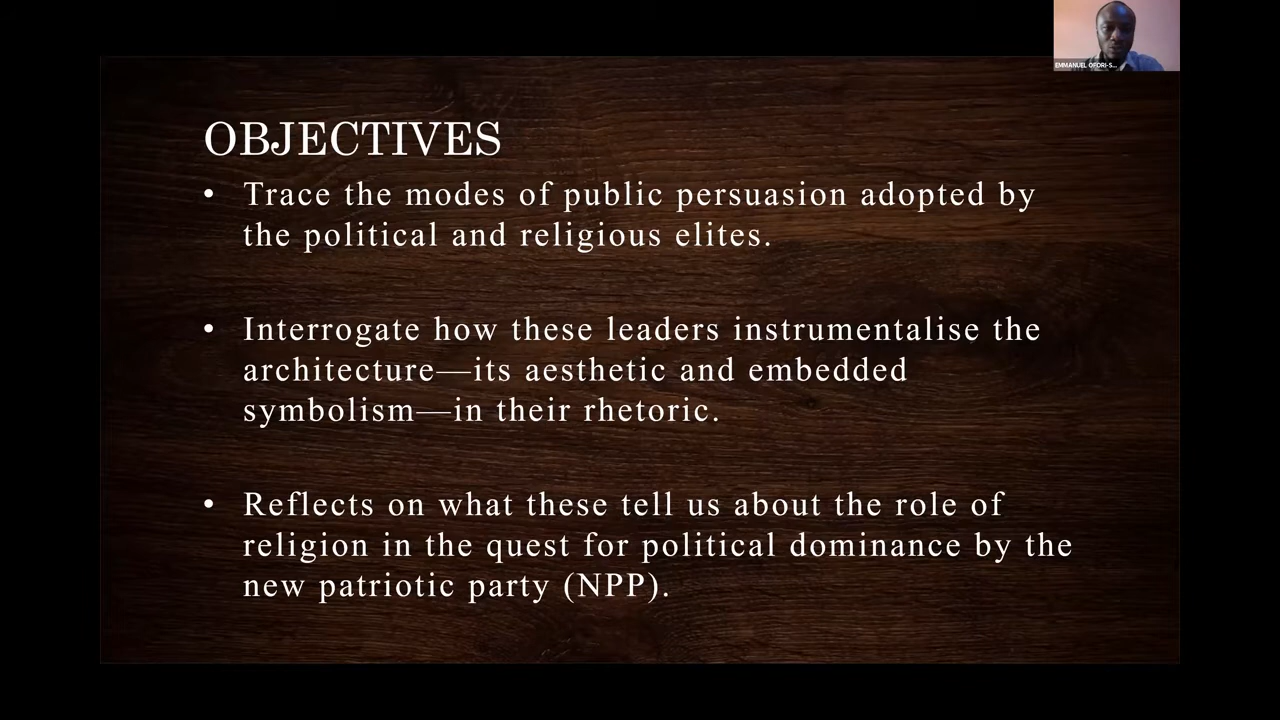 EMMANUEL OFORI-S...
OBJECTIVES
• Trace the modes of public persuasion adopted by
the political and religious elites.
• Interrogate how these leaders instrumentalise the
architecture—its aesthetic and embedded
symbolism—in their rhetoric.
• Reflects on what these tell us about the role of
religion in the quest for political dominance by the
new patriotic party (NPP).